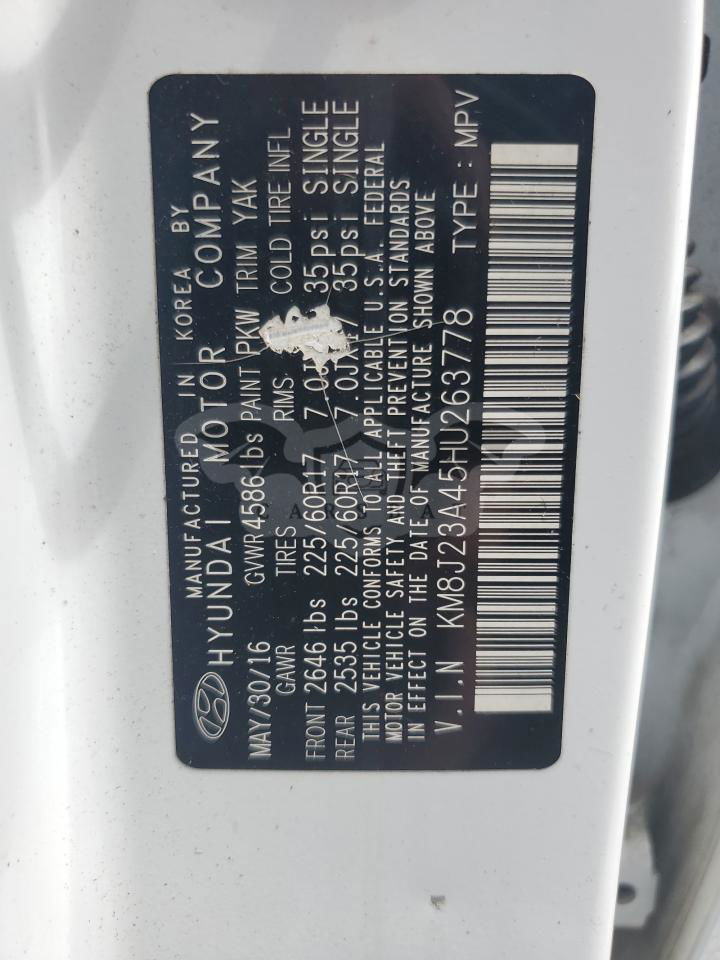 MANUFACTURED IN KOREA BY
HYUNDAI MOTOR COMPANY
MAY/30/16 GVWR 4586 lbs PAINT PKW TRIM YAK
GAWR TIRES RIMS COLD TIRE INFL
FRONT 2646 lbs 225/60R17 35psi SINGLE
REAR 2535 lbs 225/60R17 7.0JX17 35psi SINGLE
THIS VEHICLE CONFORMS TO ALL APPLICABLE U.S.A. FEDERAL
MOTOR VEHICLE SAFETY AND THEFT PREVENTION STANDARDS
IN EFFECT ON THE DATE OF MANUFACTURE SHOWN ABOVE
V.I.N KM8J23A45HU263778 TYPE : MPV